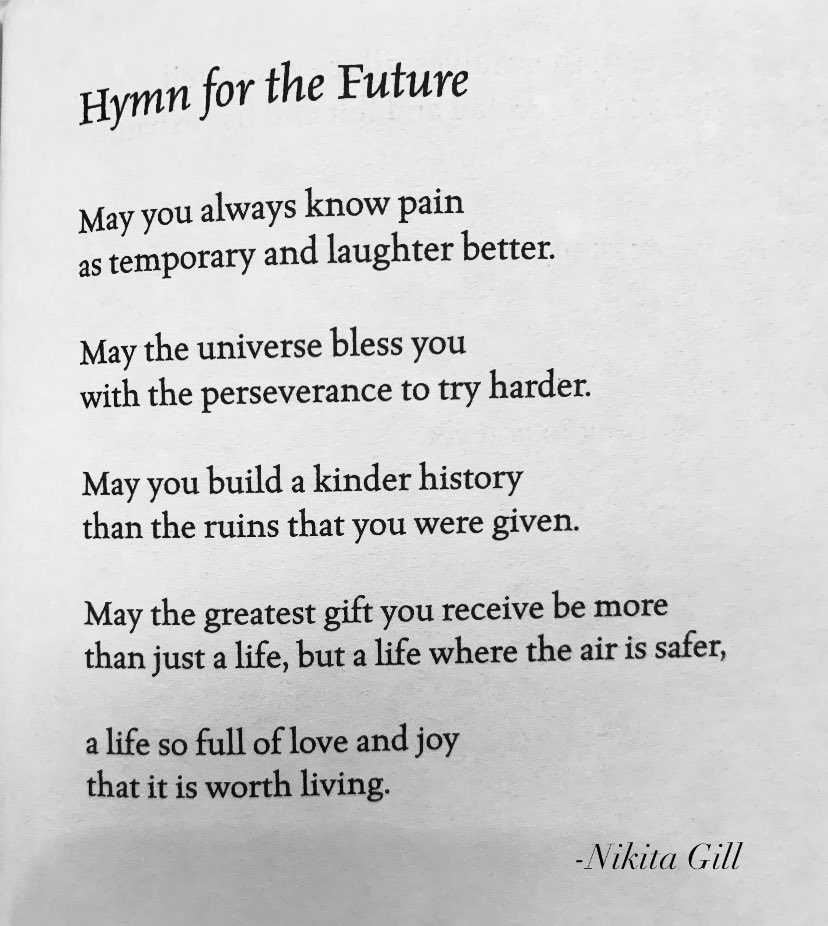 Hymn for the Future
May you always know pain
as temporary and laughter better.
May the universe bless you
with the perseverance to try harder.
May you build a kinder history
than the ruins that you were given.
May the greatest gift you receive be more
than just a life, but a life where the air is safer,
a life so full of love and joy
that it is worth living.
-Nikita Gill